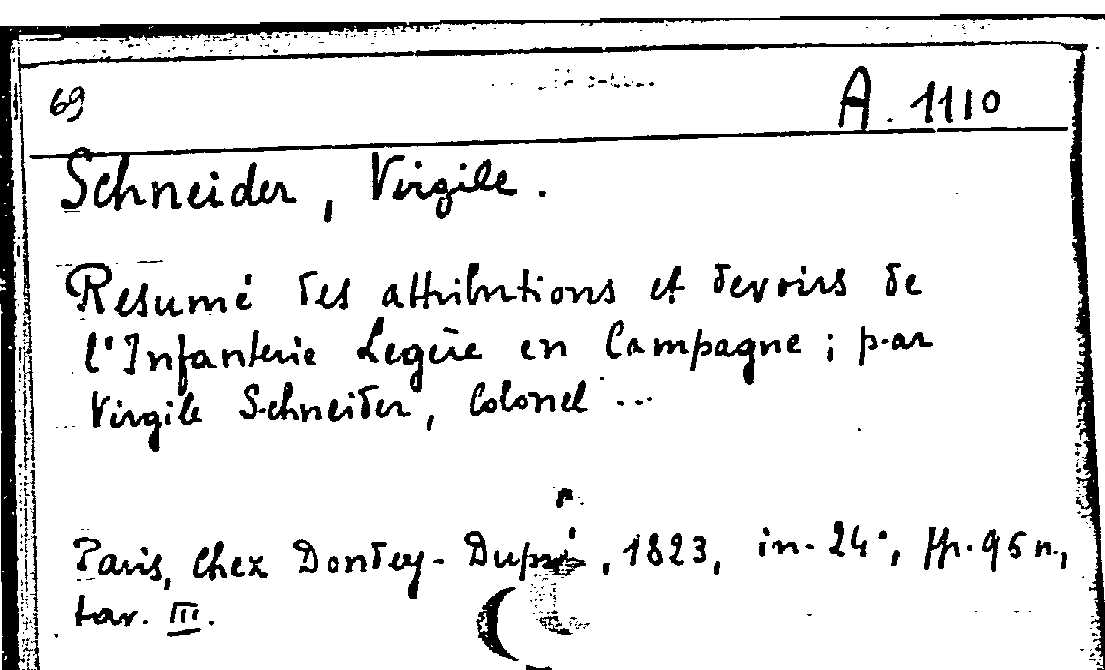 69 A. 1110
Schneider, Virgile.
Resumé des attributions et devoirs de
l'Infanterie Legère en Campagne; par
Virgile Schneider, Colonel ...
Paris, chez Dondey-Dupré, 1823, in-24°, pp. 96 n.,
tav. III.